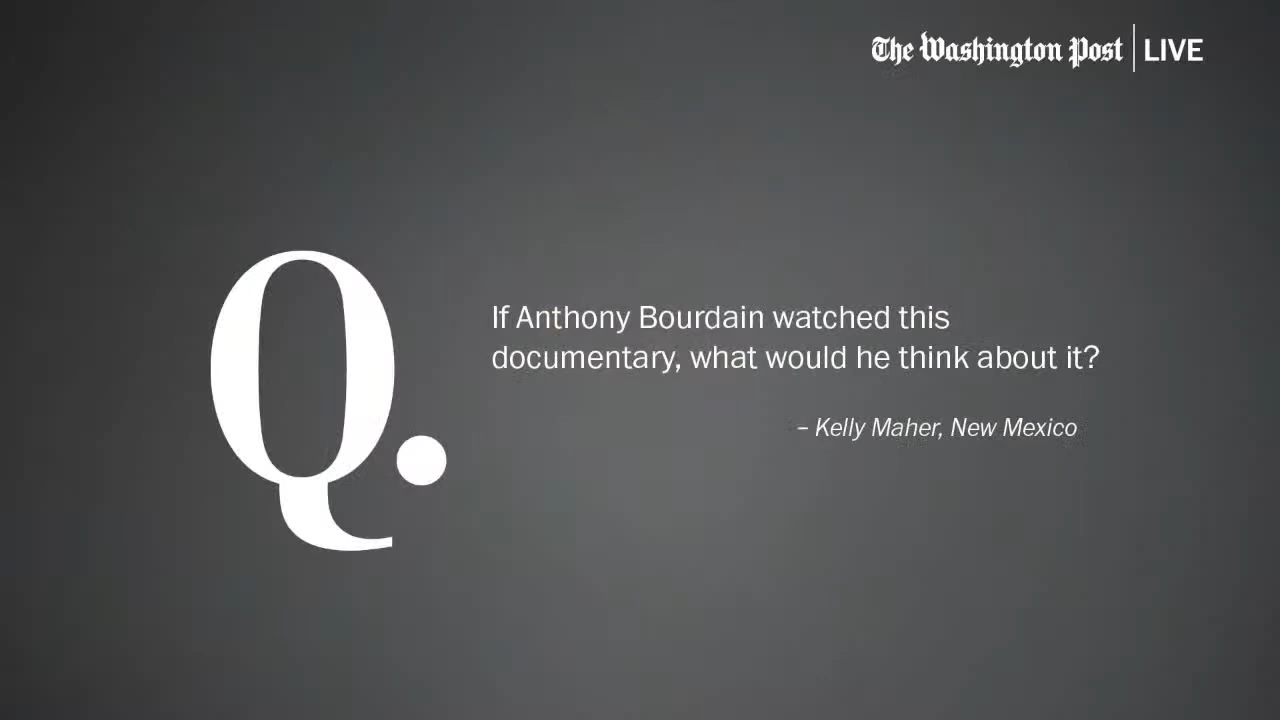 The Washington Post | LIVE
Q.
If Anthony Bourdain watched this
documentary, what would he think about it?
– Kelly Maher, New Mexico